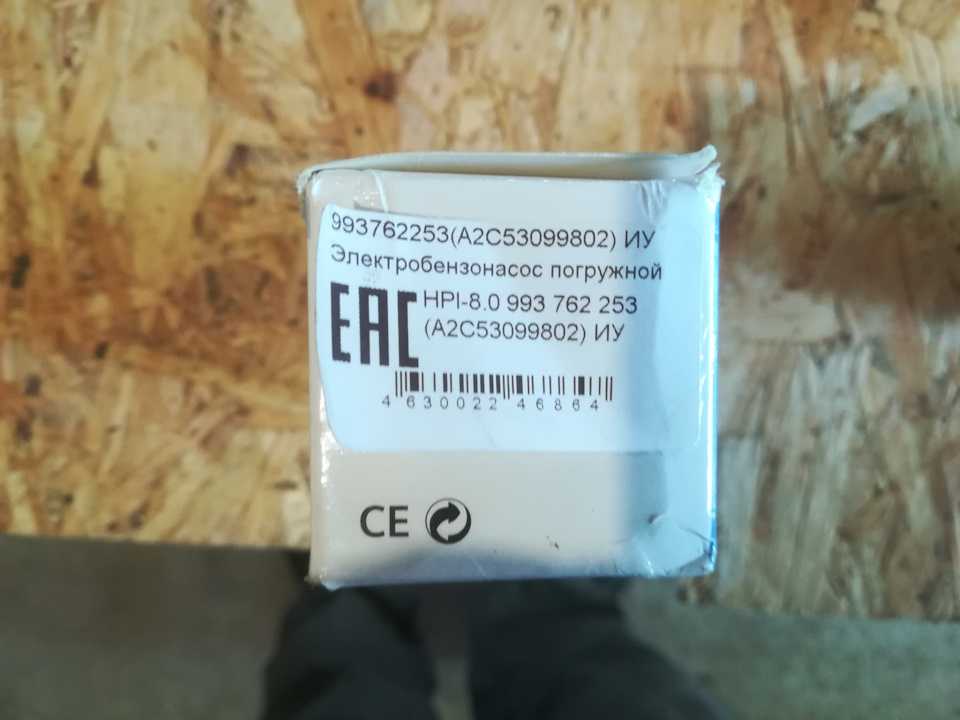 993762253(A2C53099802) ИУ
Электробензонасос погружной
EAC
HPI-8.0 993 762 253
(A2C53099802) ИУ
4 630022 46864
CE